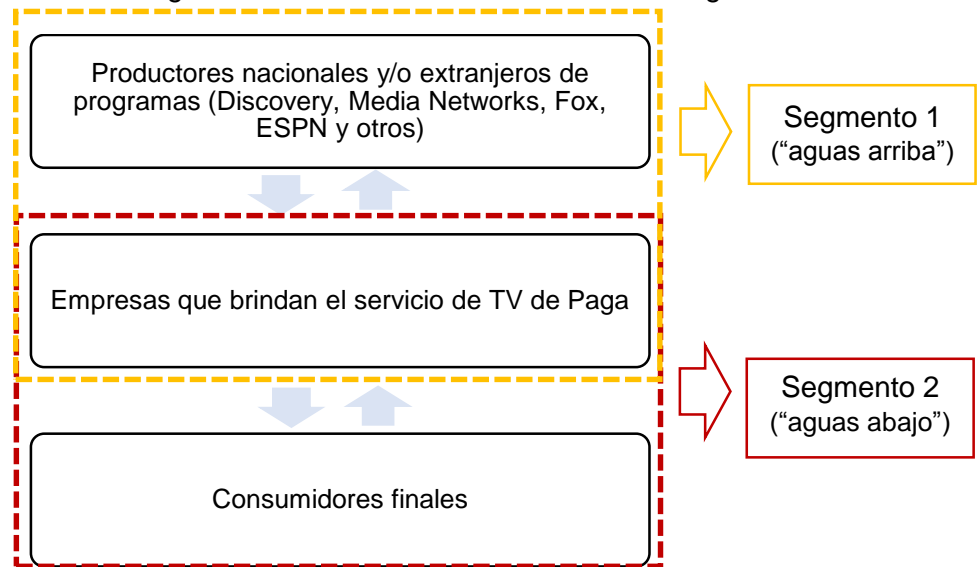 Productores nacionales y/o extranjeros de
programas (Discovery, Media Networks, Fox,
ESPN y otros)
Segmento 1
(“aguas arriba”)
Empresas que brindan el servicio de TV de Paga
Segmento 2
(“aguas abajo”)
Consumidores finales